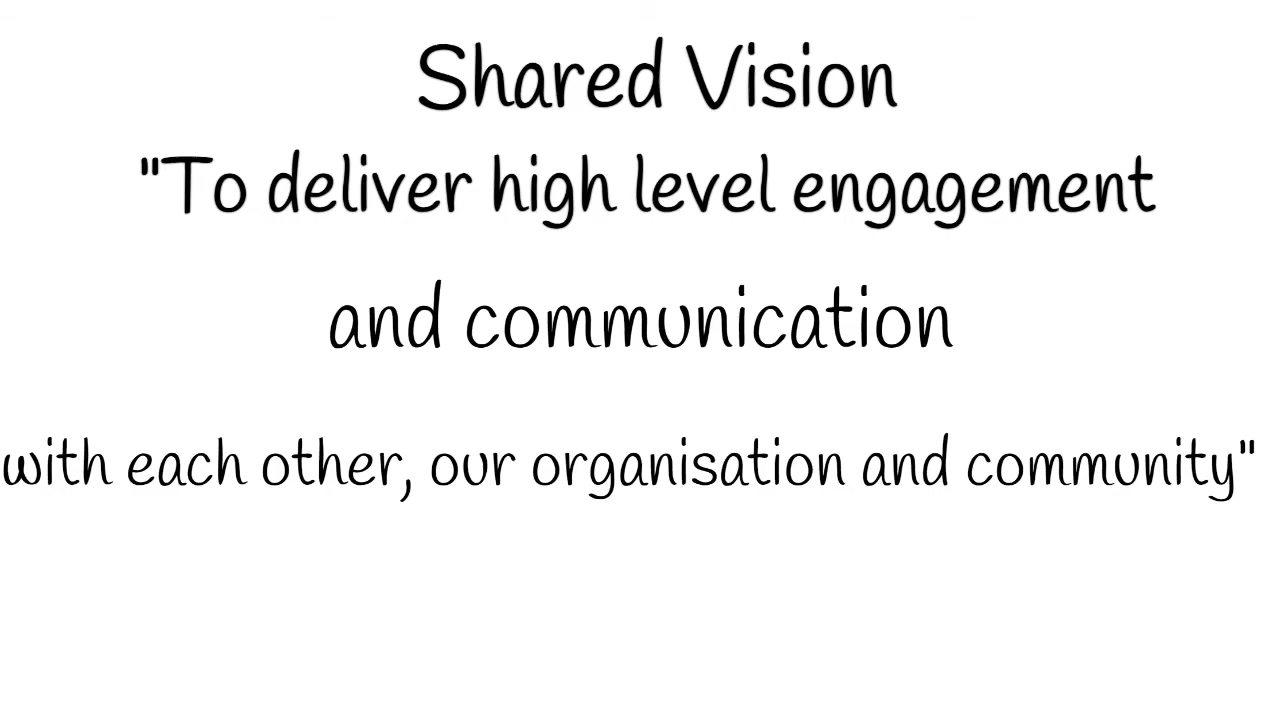 Shared Vision
"To deliver high level engagement
and communication
with each other, our organisation and community"